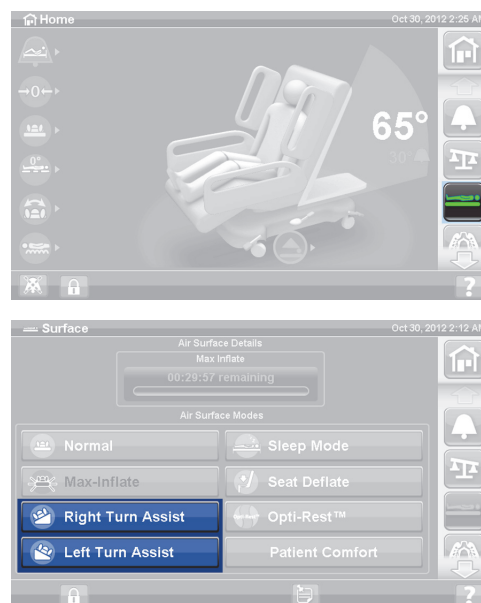 Home
Oct 30, 2012 2:25 A
→0←
65°
30°
0°
?
Surface
Oct 30, 2012 2:12 A
Air Surface Details
Max Inflate
00:29:57 remaining
Air Surface Modes
Normal
Sleep Mode
Max-Inflate
Seat Deflate
Right Turn Assist
Opti-Rest™
Left Turn Assist
Patient Comfort
?